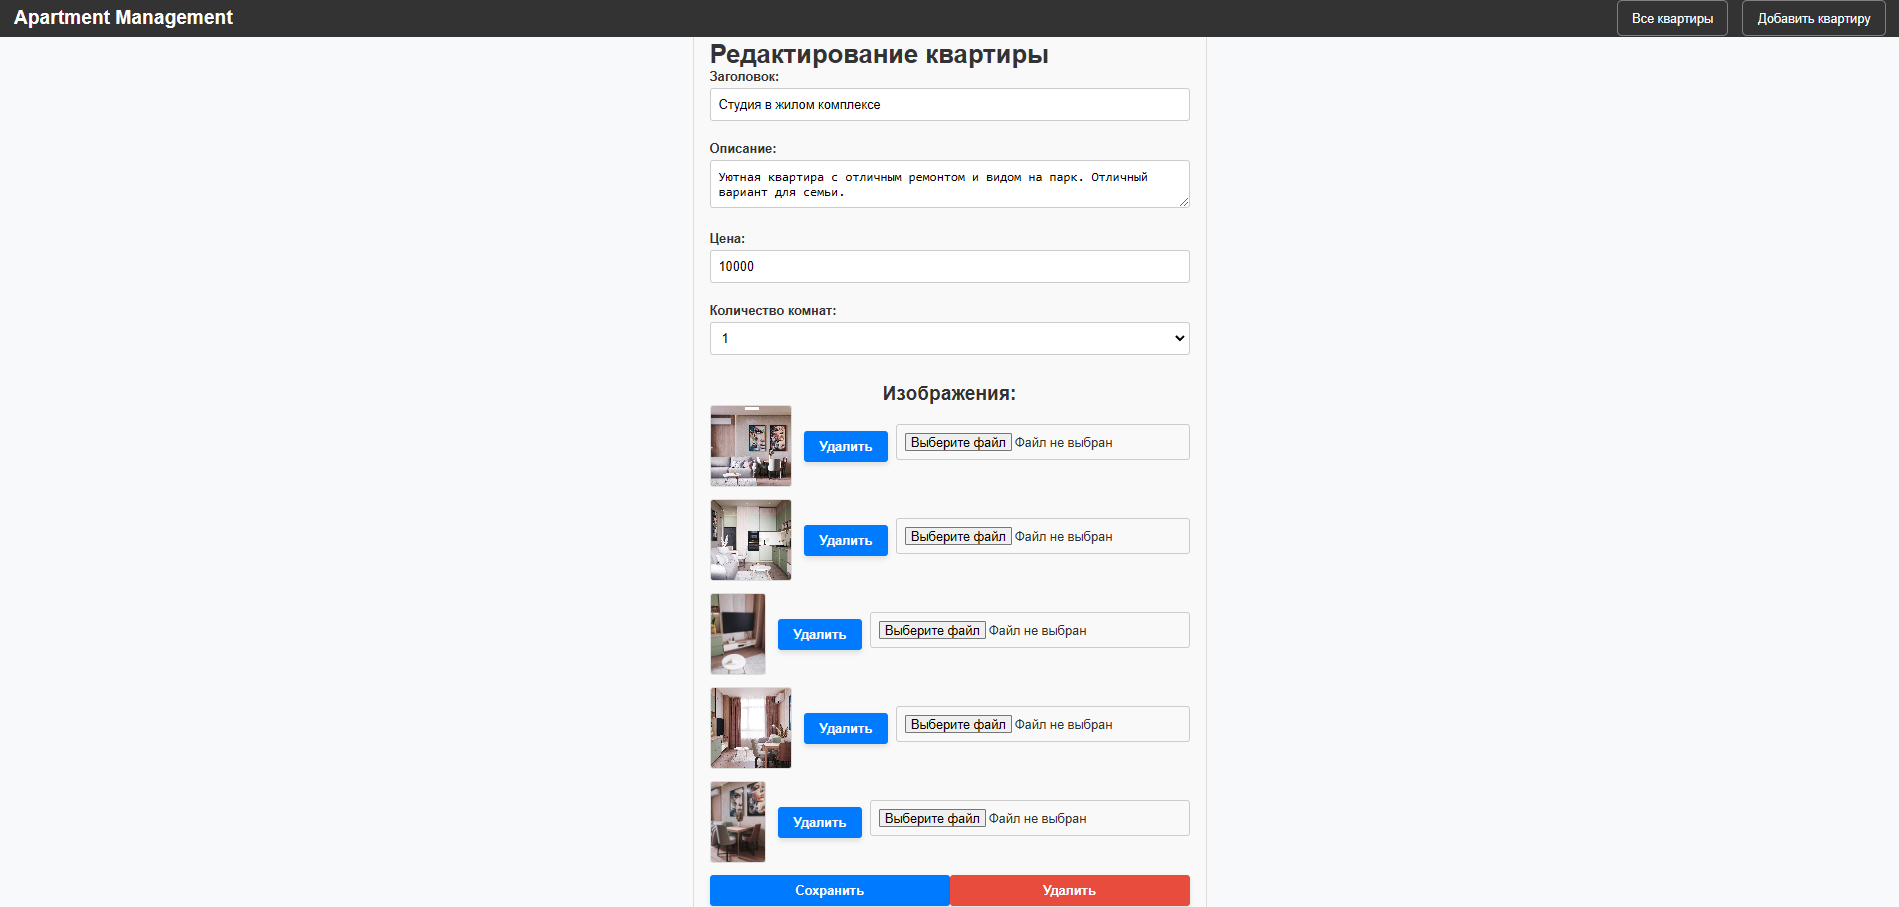 Apartment Management
Все квартиры
Добавить квартиру
Редактирование квартиры
Заголовок:
Студия в жилом комплексе
Описание:
Уютная квартира с отличным ремонтом и видом на парк. Отличный
вариант для семьи.
Цена:
10000
Количество комнат:
1
Изображения:
Удалить
Выберите файл Файл не выбран
Удалить
Выберите файл Файл не выбран
Удалить
Выберите файл Файл не выбран
Удалить
Выберите файл Файл не выбран
Удалить
Выберите файл Файл не выбран
Сохранить
Удалить